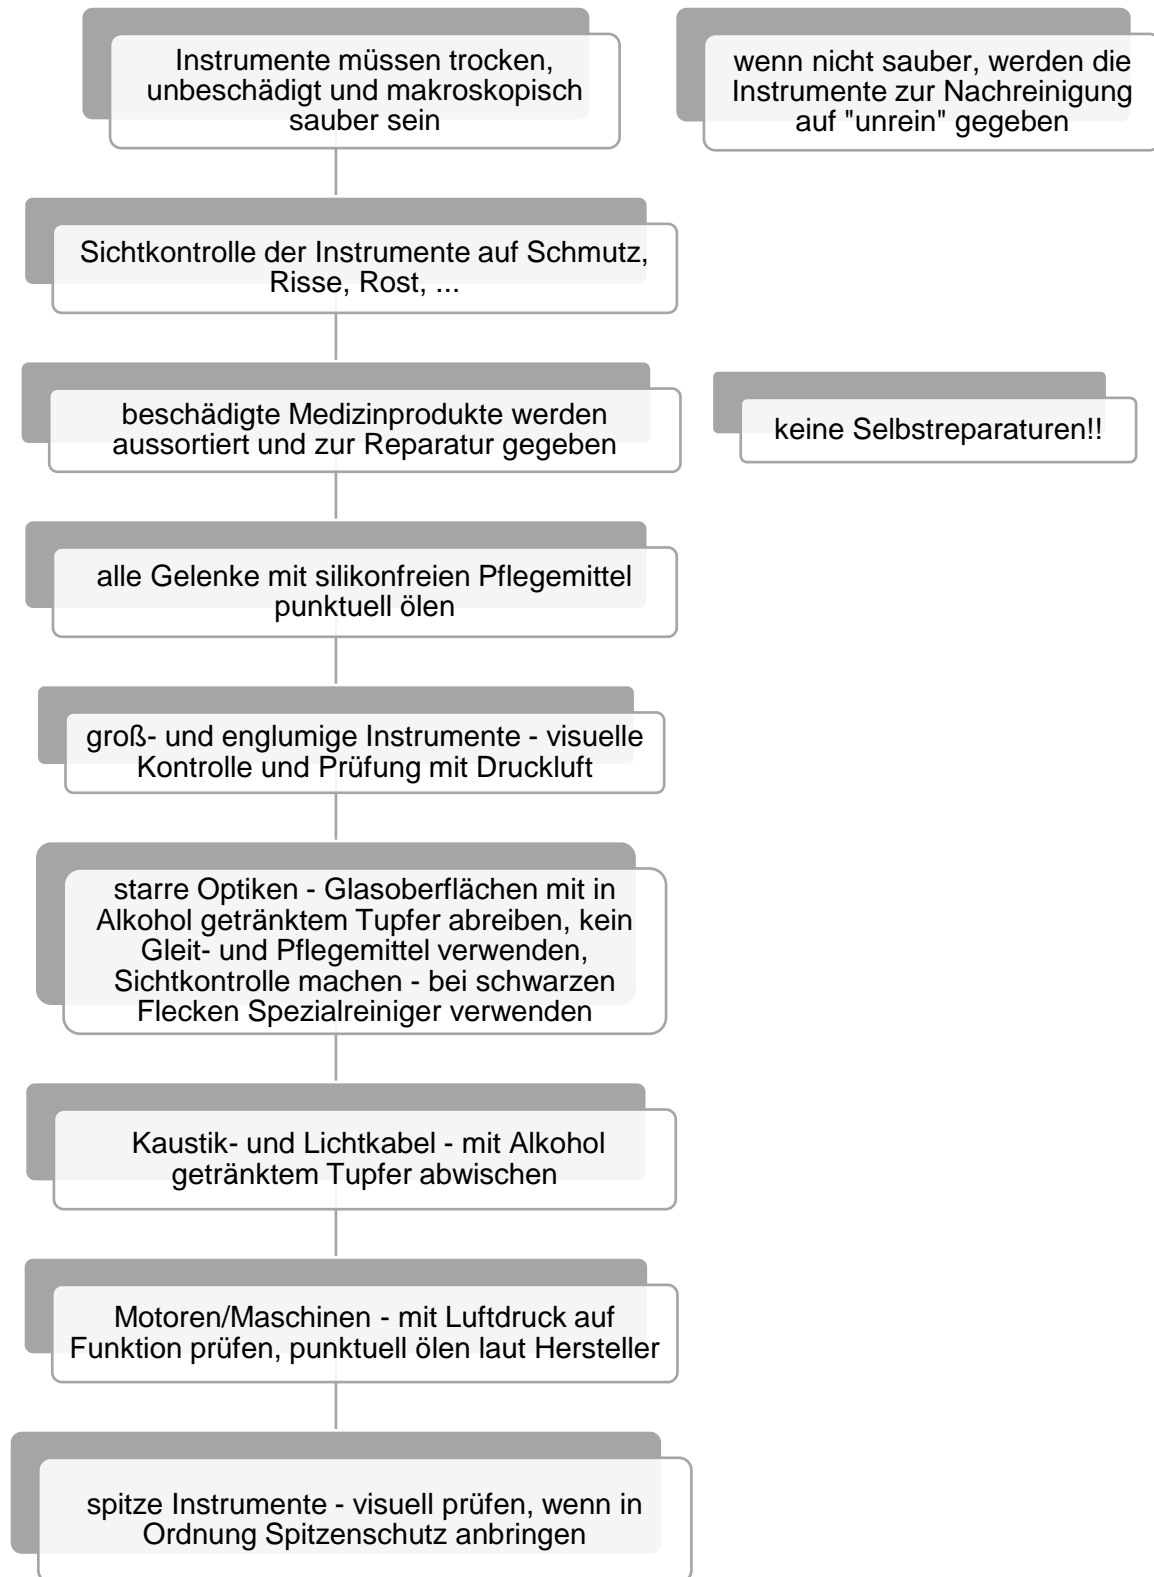 Instrumente müssen trocken,
unbeschädigt und makroskopisch
sauber sein
wenn nicht sauber, werden die
Instrumente zur Nachreinigung
auf "unrein" gegeben
Sichtkontrolle der Instrumente auf Schmutz,
Risse, Rost, ...
beschädigte Medizinprodukte werden
aussortiert und zur Reparatur gegeben
keine Selbstreparaturen!!
alle Gelenke mit silikonfreien Pflegemittel
punktuell ölen
groß- und englumige Instrumente - visuelle
Kontrolle und Prüfung mit Druckluft
starre Optiken - Glasoberflächen mit in
Alkohol getränktem Tupfer abreiben, kein
Gleit- und Pflegemittel verwenden,
Sichtkontrolle machen - bei schwarzen
Flecken Spezialreiniger verwenden
Kaustik- und Lichtkabel - mit Alkohol
getränktem Tupfer abwischen
Motoren/Maschinen - mit Luftdruck auf
Funktion prüfen, punktuell ölen laut Hersteller
spitze Instrumente - visuell prüfen, wenn in
Ordnung Spitzenschutz anbringen